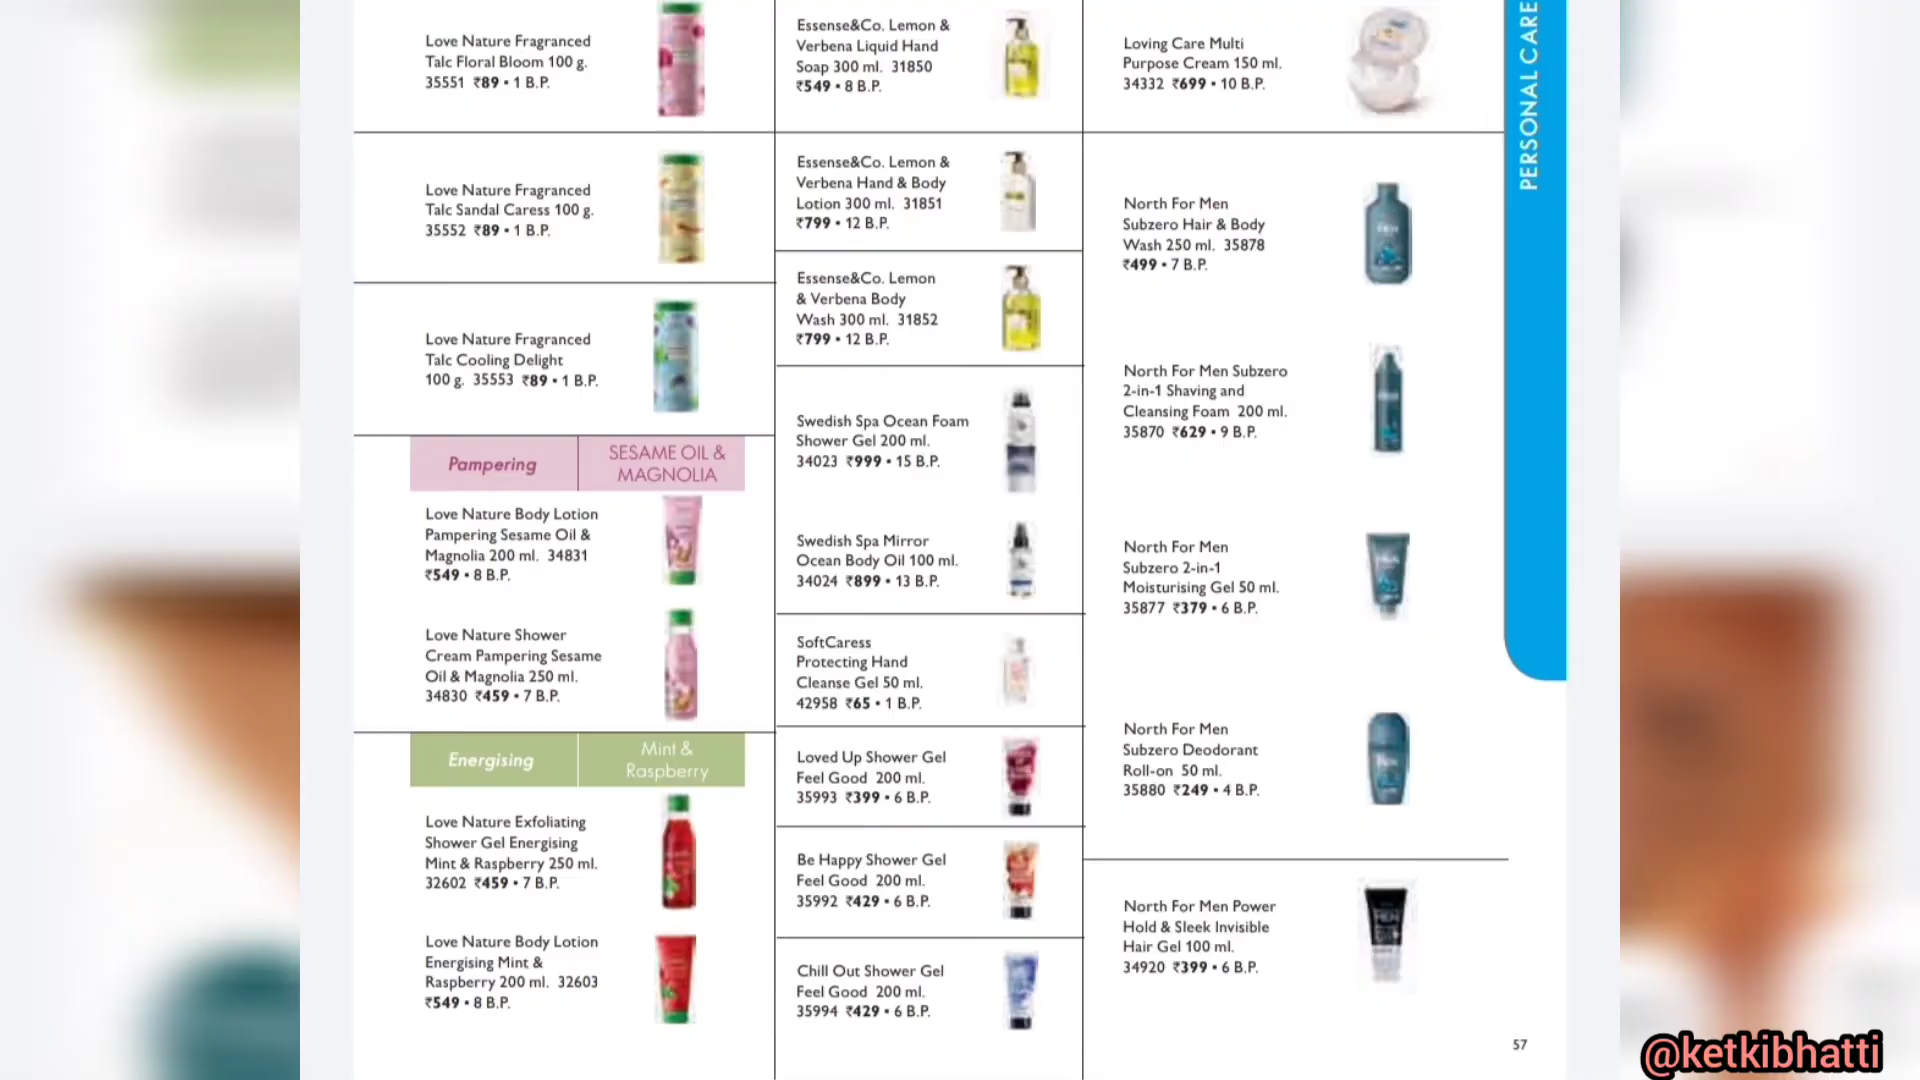 Love Nature Fragranced
Talc Floral Bloom 100 g.
35551 ₹89 • 1 B.P.
Love Nature Fragranced
Talc Sandal Caress 100 g.
35552 ₹89 • 1 B.P.
Love Nature Fragranced
Talc Cooling Delight
100 g. 35553 ₹89 • 1 B.P.
Pampering
SESAME OIL &
MAGNOLIA
Love Nature Body Lotion
Pampering Sesame Oil &
Magnolia 200 ml. 34831
₹549 • 8 B.P.
Love Nature Shower
Cream Pampering Sesame
Oil & Magnolia 250 ml.
34830 ₹459 • 7 B.P.
Energising
Mint &
Raspberry
Love Nature Exfoliating
Shower Gel Energising
Mint & Raspberry 250 ml.
32602 ₹459 • 7 B.P.
Love Nature Body Lotion
Energising Mint &
Raspberry 200 ml. 32603
₹549 • 8 B.P.
Essense&Co. Lemon &
Verbena Liquid Hand
Soap 300 ml. 31850
₹549 • 8 B.P.
Essense&Co. Lemon &
Verbena Hand & Body
Lotion 300 ml. 31851
₹799 • 12 B.P.
Essense&Co. Lemon
& Verbena Body
Wash 300 ml. 31852
₹799 • 12 B.P.
Swedish Spa Ocean Foam
Shower Gel 200 ml.
34023 ₹999 • 15 B.P.
Swedish Spa Mirror
Ocean Body Oil 100 ml.
34024 ₹899 • 13 B.P.
SoftCaress
Protecting Hand
Cleanse Gel 50 ml.
42958 ₹65 • 1 B.P.
Loved Up Shower Gel
Feel Good 200 ml.
35993 ₹399 • 6 B.P.
Be Happy Shower Gel
Feel Good 200 ml.
35992 ₹429 • 6 B.P.
Chill Out Shower Gel
Feel Good 200 ml.
35994 ₹429 • 6 B.P.
Loving Care Multi
Purpose Cream 150 ml.
34332 ₹699 • 10 B.P.
North For Men
Subzero Hair & Body
Wash 250 ml. 35878
₹499 • 7 B.P.
North For Men Subzero
2-in-1 Shaving and
Cleansing Foam 200 ml.
35870 ₹629 • 9 B.P.
North For Men
Subzero 2-in-1
Moisturising Gel 50 ml.
35877 ₹379 • 6 B.P.
North For Men
Subzero Deodorant
Roll-on 50 ml.
35880 ₹249 • 4 B.P.
North For Men Power
Hold & Sleek Invisible
Hair Gel 100 ml.
34920 ₹399 • 6 B.P.
PERSONAL CARE
57
@ketkibhatti